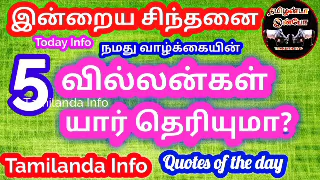 இன்றைய சிந்தனை
Today Info
நமது வாழ்க்கையின்
5 வில்லன்கள்
Tamilanda Info
யார் தெரியுமா?
Tamilanda Info
Quotes of the day